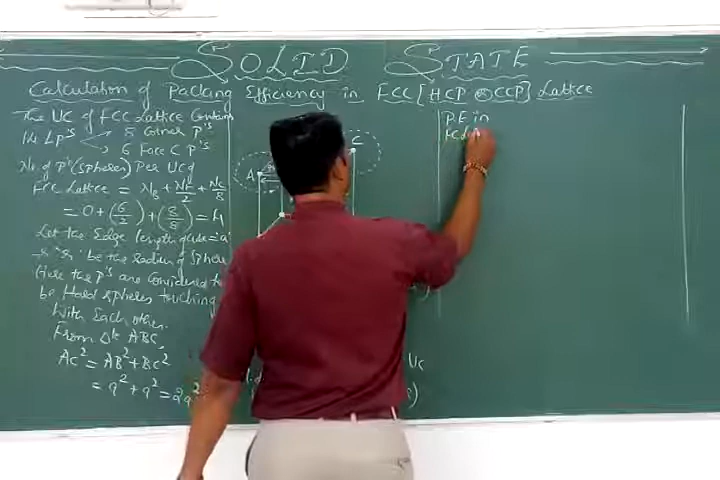 SOLID STATE
Calculation of Packing Efficiency in FCC [HCP or CCP] Lattice
The UC of FCC Lattice Contains
14 LP's 8 Corner P's
6 Face C P's
No. of P's (Spheres) Per UC of
FCC Lattice = NB + NF/2 + NC/8
= 0 + (6/2) + (8/8) = 4
Let the Edge length of cube = 'a'
'r' be the Radius of Sphere
Here the P's are Considered to
be Hard Spheres touching
With Each other.
From Δle ABC
AC² = AB² + BC²
= a² + a² = 2a²
A
C
UC
P.E in